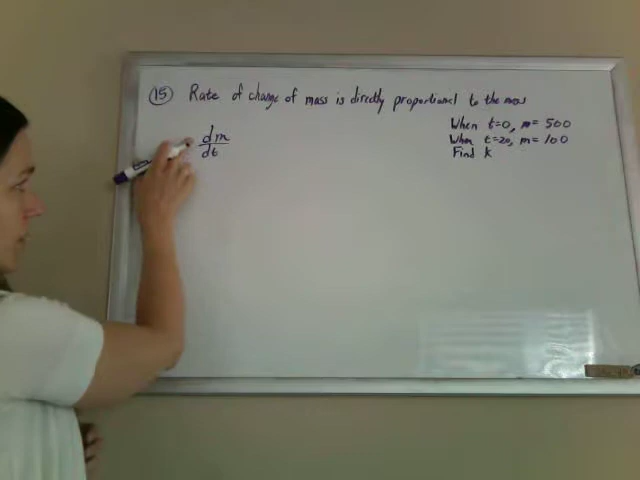 15 Rate of change of mass is directly proportional to the mass
When t=0, m= 500
When t=20, m= 100
Find k
dm
dt